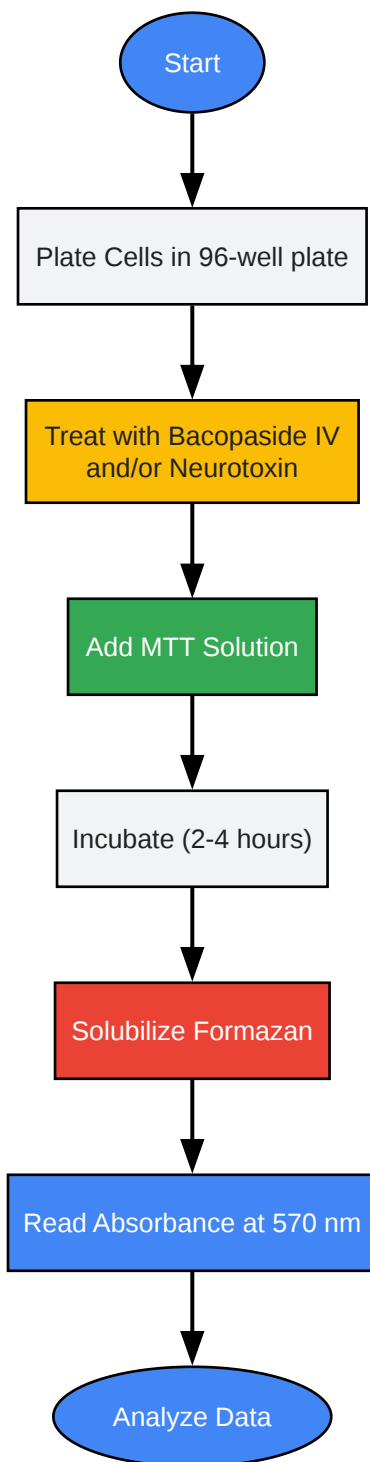 Start
Plate Cells in 96-well plate
Treat with Bacopaside IV
and/or Neurotoxin
Add MTT Solution
Incubate (2-4 hours)
Solubilize Formazan
Read Absorbance at 570 nm
Analyze Data